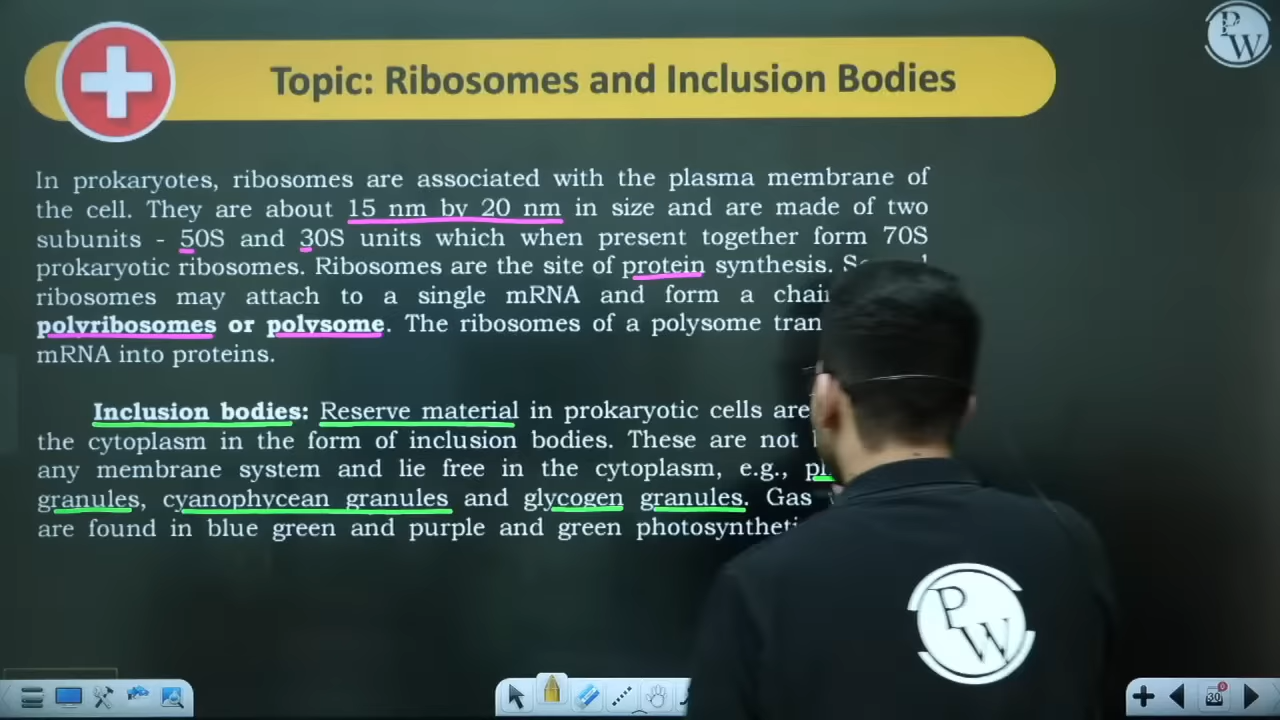 PW
Topic: Ribosomes and Inclusion Bodies
In prokaryotes, ribosomes are associated with the plasma membrane of
the cell. They are about 15 nm by 20 nm in size and are made of two
subunits - 50S and 30S units which when present together form 70S
prokaryotic ribosomes. Ribosomes are the site of protein synthesis.
ribosomes may attach to a single mRNA and form a chain
polyribosomes or polysome. The ribosomes of a polysome
mRNA into proteins.
Inclusion bodies: Reserve material in prokaryotic cells are
the cytoplasm in the form of inclusion bodies. These are not
any membrane system and lie free in the cytoplasm, e.g.,
granules, cyanophycean granules and glycogen granules. Gas
are found in blue green and purple and green
PW
30